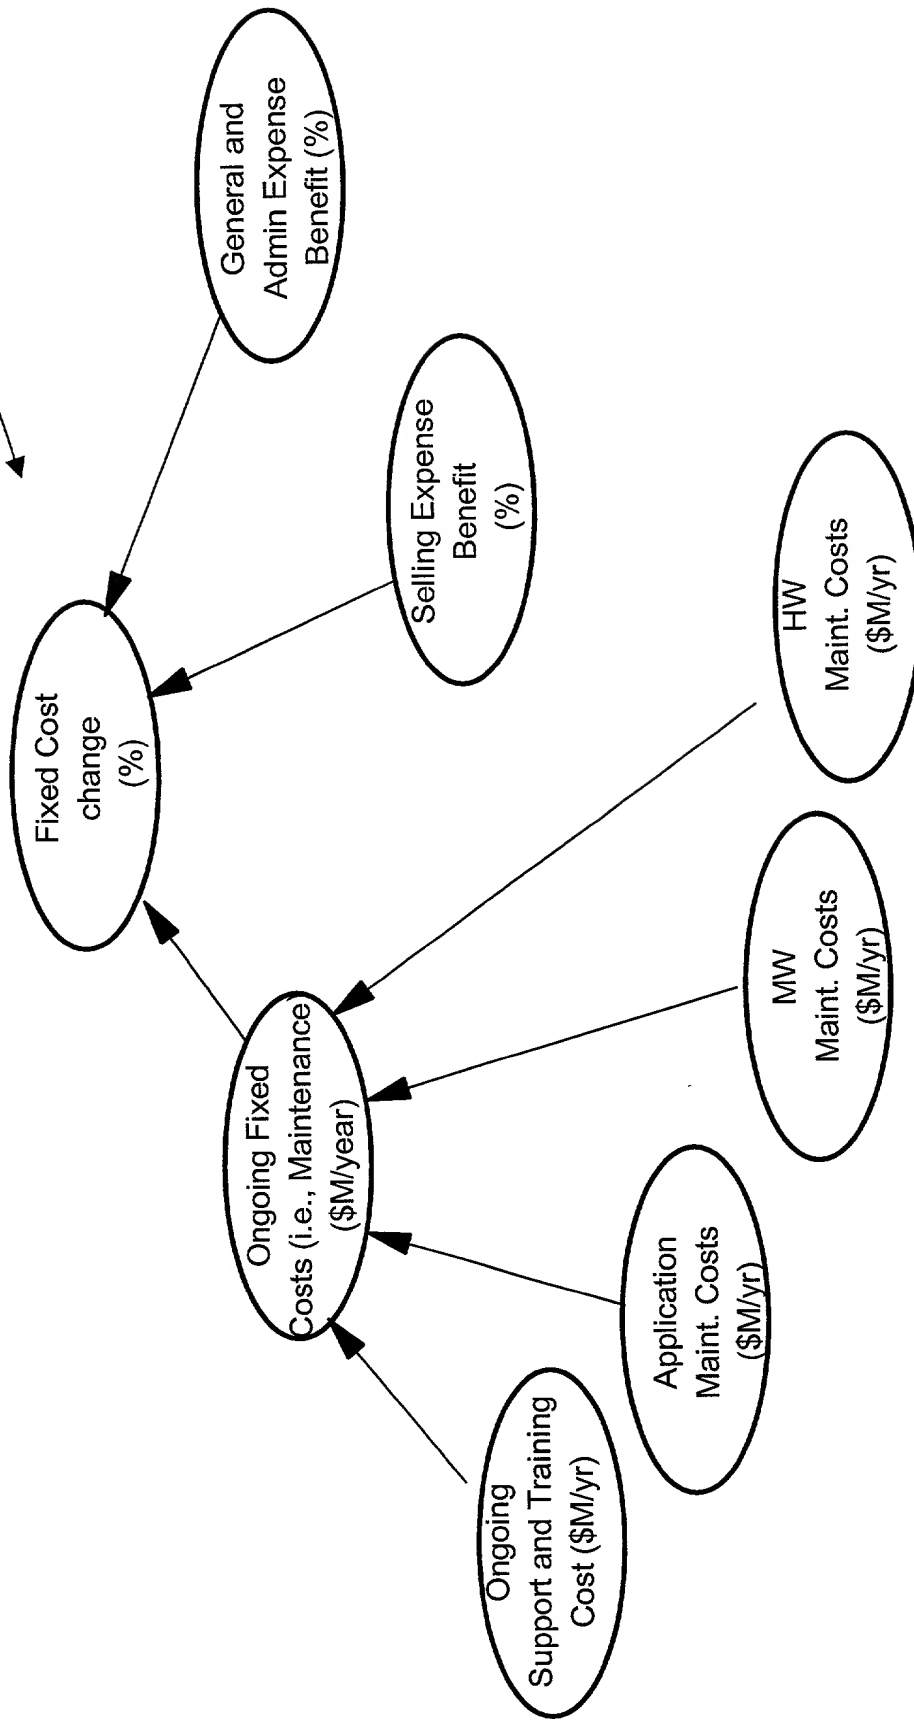 Fixed Cost
change
(%)
General and
Admin Expense
Benefit (%)
Selling Expense
Benefit
(%)
Ongoing Fixed
Costs (i.e., Maintenance
($M/year)
Ongoing
Support and Training
Cost ($M/yr)
Application
Maint. Costs
($M/yr)
MW
Maint. Costs
($M/yr)
HW
Maint. Costs
($M/yr)